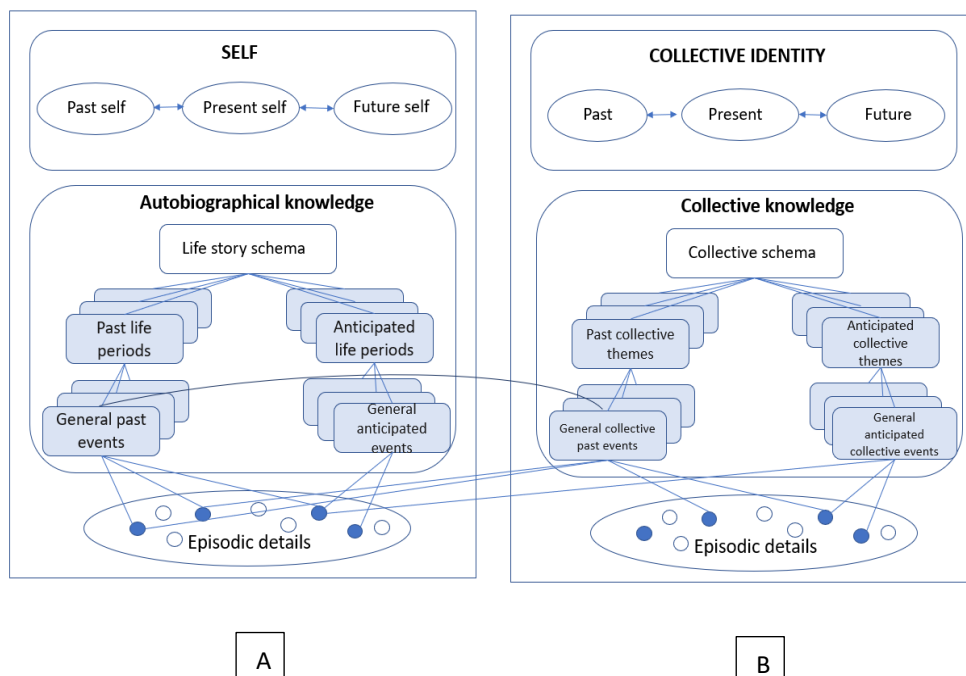 SELF
Past self
Present self
Future self
Autobiographical knowledge
Life story schema
Past life
periods
Anticipated
life periods
General past
events
General
anticipated
events
Episodic details
A
COLLECTIVE IDENTITY
Past
Present
Future
Collective knowledge
Collective schema
Past collective
themes
Anticipated
collective
themes
General collective
past events
General
anticipated
collective events
Episodic details
B